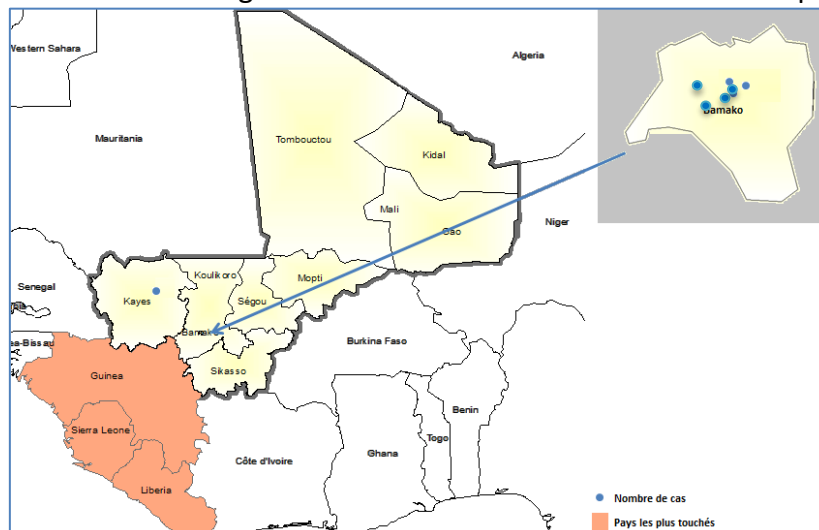 Western Sahara
Algeria
Mauritania
Tombouctou
Kidal
Bamako
Mali
Gao
Niger
Senegal
Kayes
Koulikoro
Ségou
Mopti
Sikasso
Burkina Faso
Guinea
Sierra Leone
Liberia
Côte d'Ivoire
Ghana
Togo
Benin
Nombre de cas
Pays les plus touchés